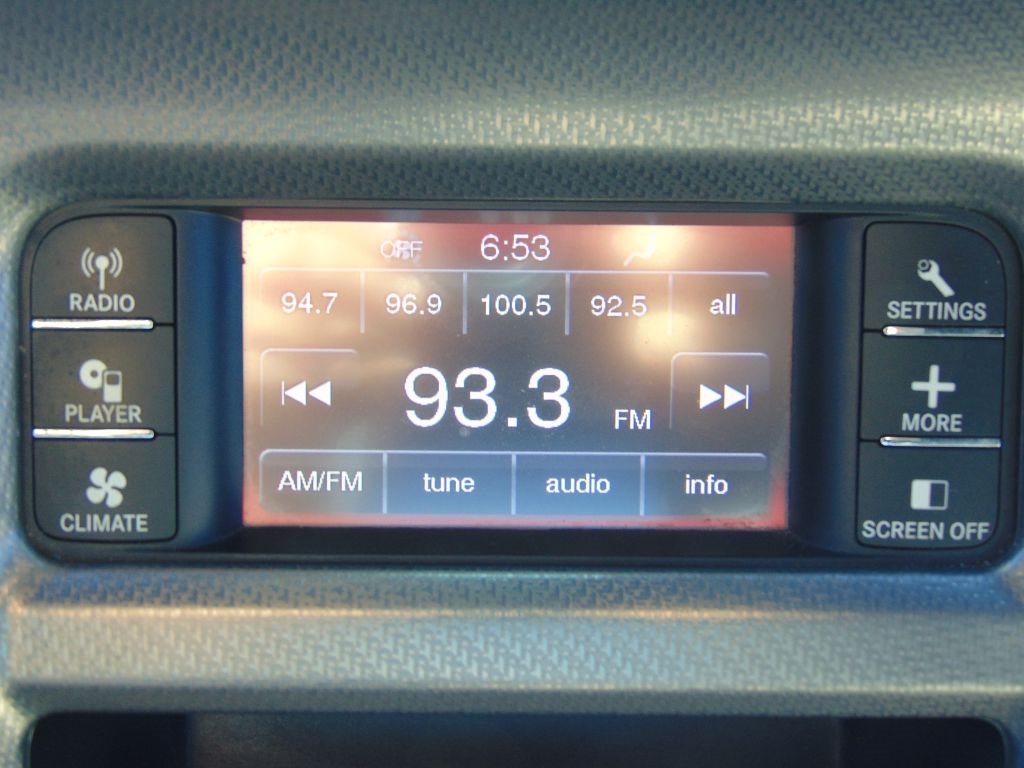 OFF 6:53
RADIO
94.7 96.9 100.5 92.5 all
SETTINGS
PLAYER
93.3 FM
MORE
AM/FM tune audio info
CLIMATE
SCREEN OFF